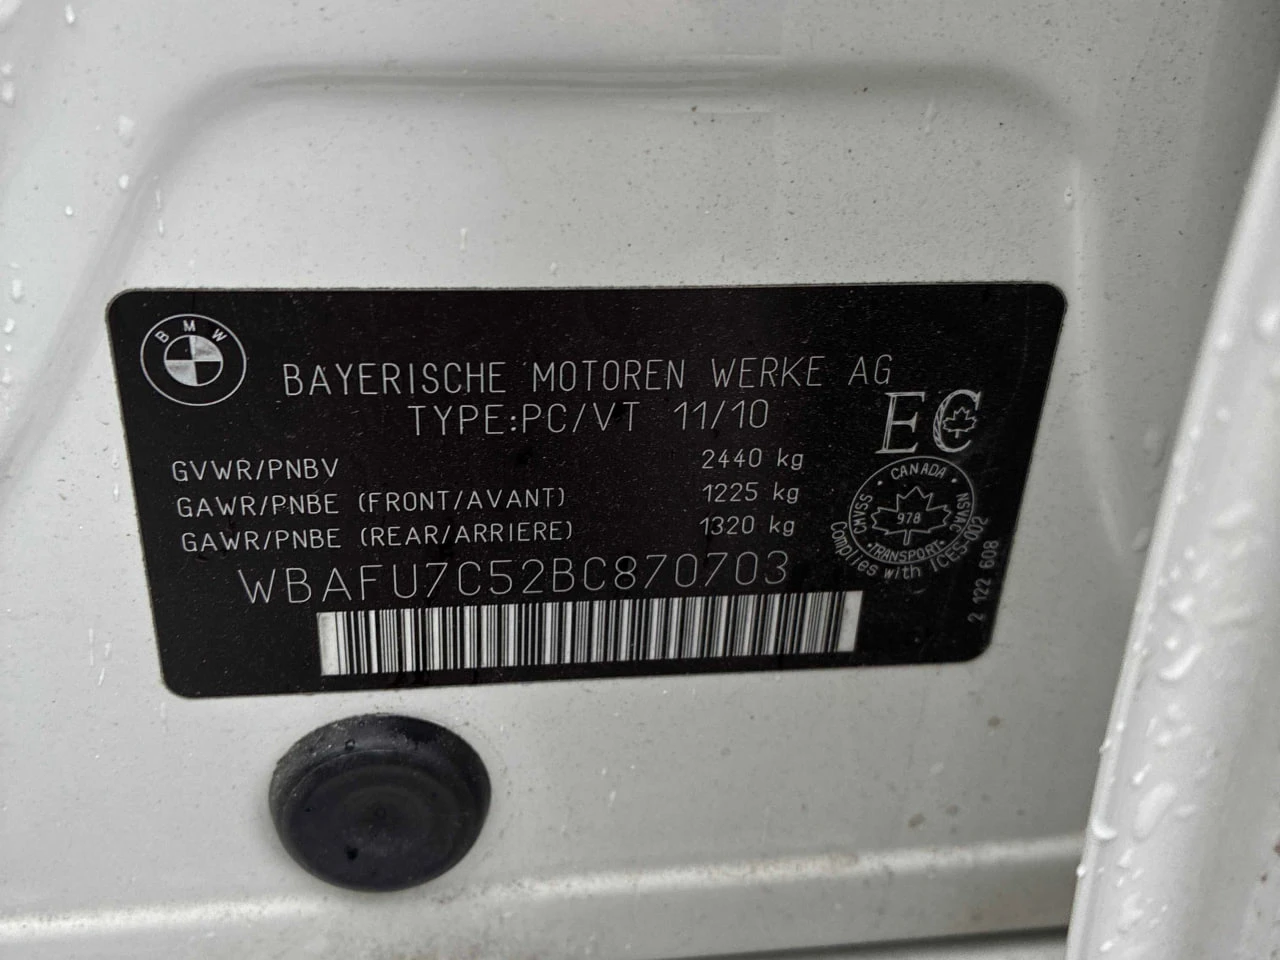 BMW
BAYERISCHE MOTOREN WERKE AG
TYPE:PC/VT 11/10
EC
GVWR/PNBV 2440 kg
GAWR/PNBE (FRONT/AVANT) 1225 kg
GAWR/PNBE (REAR/ARRIERE) 1320 kg
WBAFU7C52BC870703
CANADA
CMVSS
NSVAC
978
TRANSPORT
Complies with ICES-002
2 122 608